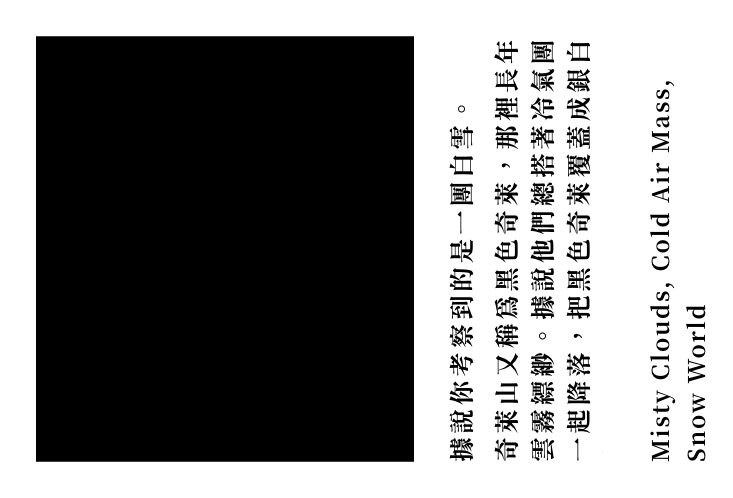 據說你考察到的是一團白雪。
奇萊山又稱爲黑色奇萊，那裡長年
雲霧縹緲。據說他們總搭著冷氣團
一起降落，把黑色奇萊覆蓋成銀白
Misty Clouds, Cold Air Mass,
Snow World